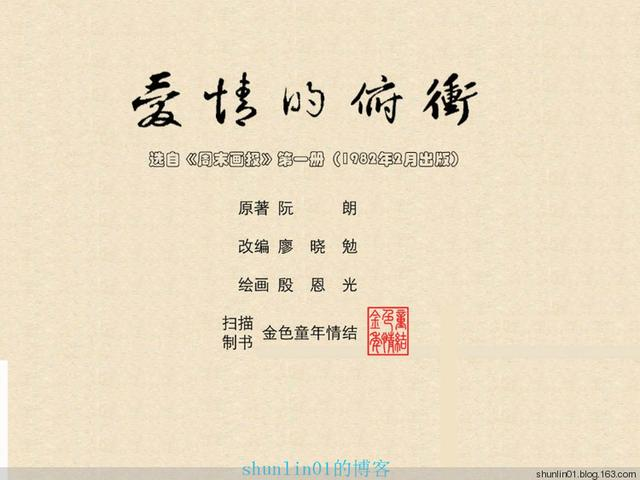 愛情的俯衝
选自《周末画报》第一册（1982年2月出版）
原著 阮 朗
改编 廖 晓 勉
绘画 殷 恩 光
扫描
制书 金色童年情结
金色童年情結
shunlin01的博客
shunlin01.blog.163.com